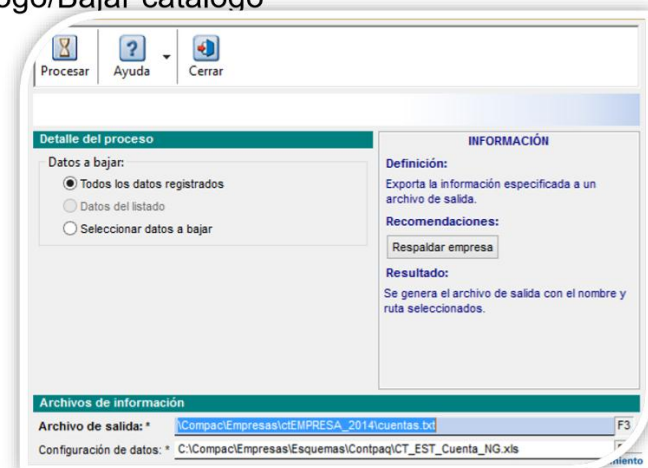 ogo/Bajar catálogo
Procesar Ayuda Cerrar
Detalle del proceso
Datos a bajar:
Todos los datos registrados
Datos del listado
Seleccionar datos a bajar
INFORMACIÓN
Definición:
Exporta la información especificada a un
archivo de salida.
Recomendaciones:
Respaldar empresa
Resultado:
Se genera el archivo de salida con el nombre y
ruta seleccionados.
Archivos de información
Archivo de salida: * \Compac\Empresas\ctEMPRESA_2014\cuentas.txt F3
Configuración de datos: * C:\Compac\Empresas\Esquemas\Contpaq\CT_EST_Cuenta_NG.xls
miento